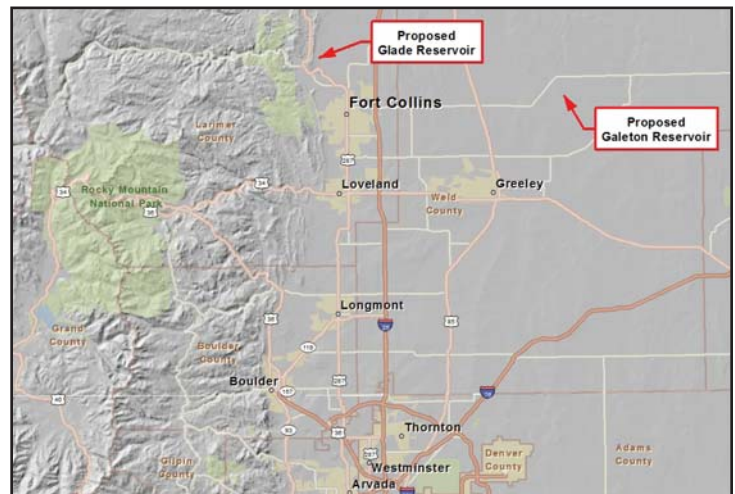 Proposed
Glade Reservoir
Fort Collins
Proposed
Galeton Reservoir
Larimer
County
287
34
Rocky Mountain
National Park
36
34
Loveland
Weld
County
Greeley
Longmont
Grand
County
Boulder
County
36
25
85
119
Boulder
157
287
40
76
93
36
Thornton
Gilpin
County
287
Westminster
Denver
County
Adams
County
Arvada